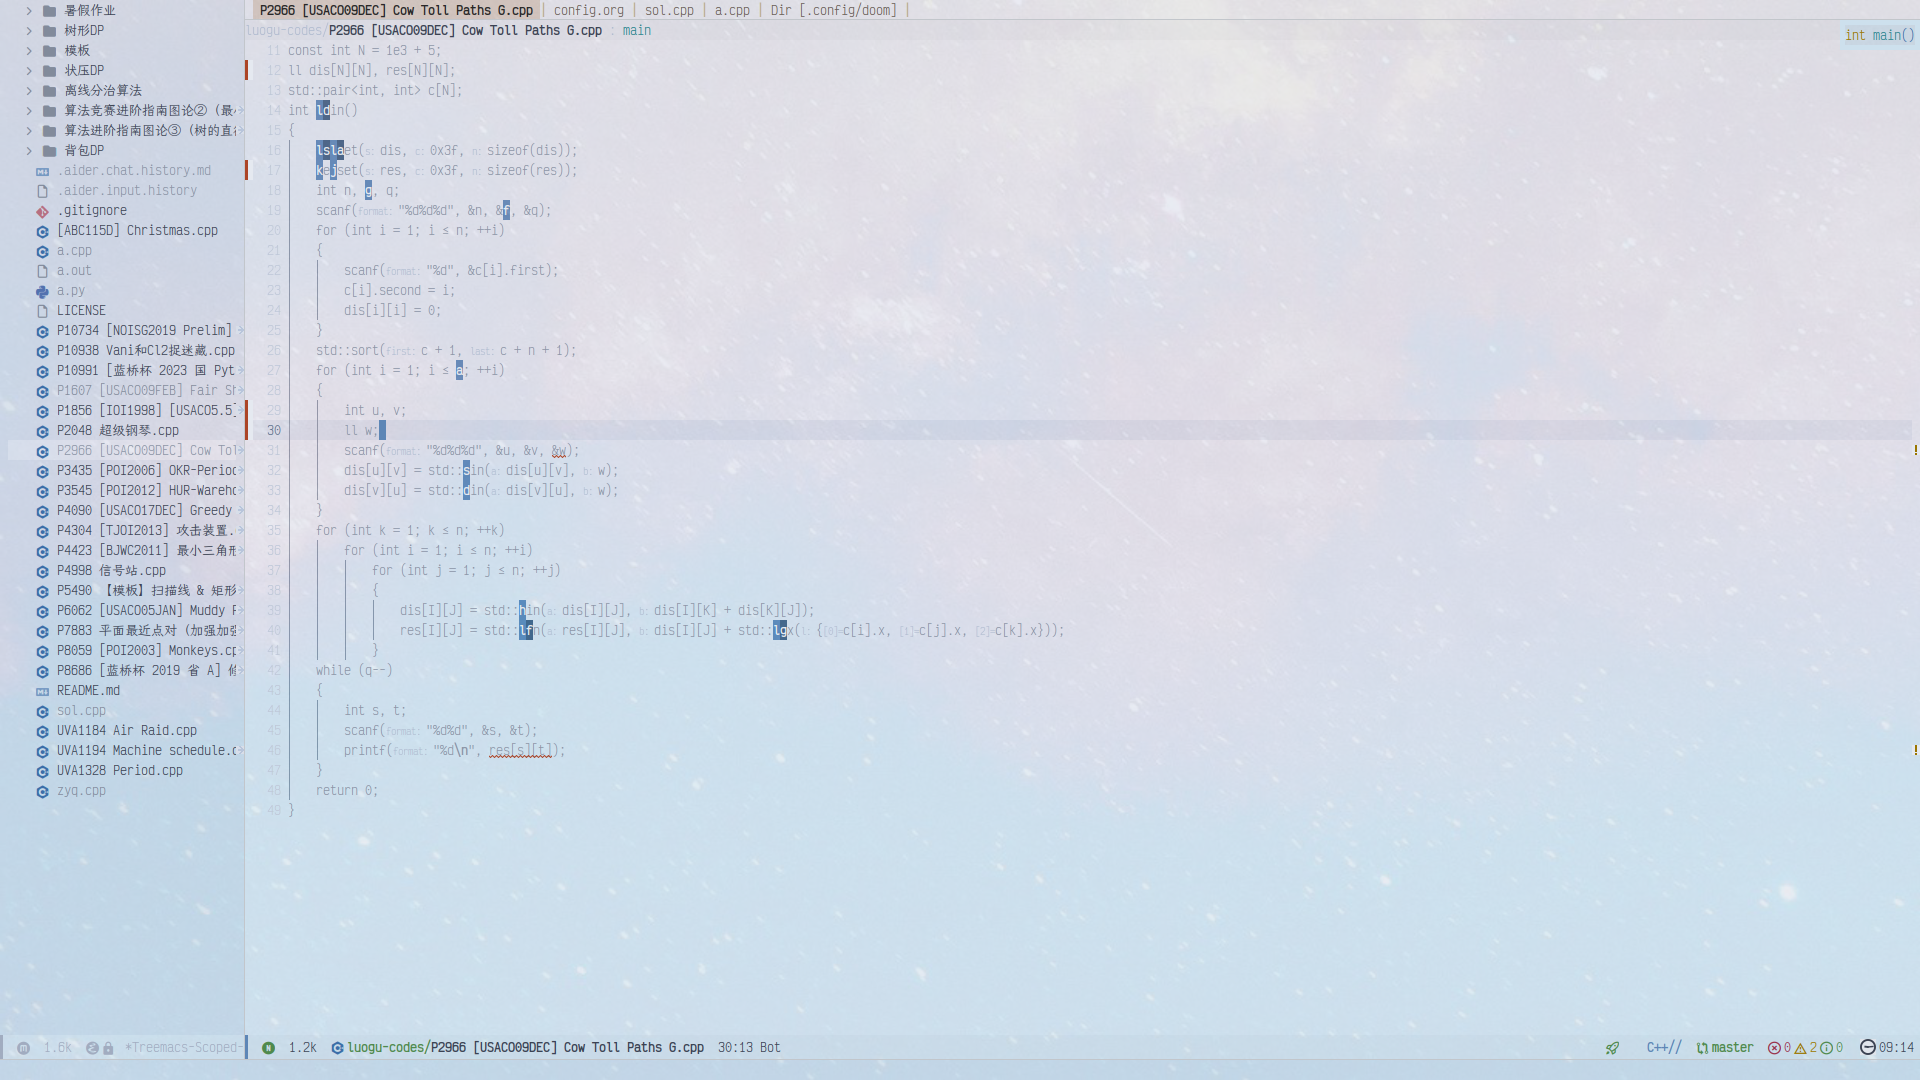 暑假作业
树形DP
模板
状压DP
离线分治算法
算法竞赛进阶指南图论②（最
算法进阶指南图论③（树的直
背包DP
.aider.chat.history.md
.aider.input.history
.gitignore
[ABC115D] Christmas.cpp
a.cpp
a.out
a.py
LICENSE
P10734 [NOISG2019 Prelim]
P10938 Vani和Cl2捉迷藏.cpp
P10991 [蓝桥杯 2023 国 Pyt
P1607 [USACO09FEB] Fair Sh
P1856 [IOI1998] [USACO5.5]
P2048 超级钢琴.cpp
P2966 [USACO09DEC] Cow Tol
P3435 [POI2006] OKR-Period
P3545 [POI2012] HUR-Wareho
P4090 [USACO17DEC] Greedy
P4304 [TJOI2013] 攻击装置.
P4423 [BJWC2011] 最小三角形
P4998 信号站.cpp
P5490 【模板】扫描线 & 矩形
P6062 [USACO05JAN] Muddy F
P7883 平面最近点对（加强加强
P8059 [POI2003] Monkeys.cp
P8686 [蓝桥杯 2019 省 A] 修
README.md
sol.cpp
UVA1184 Air Raid.cpp
UVA1194 Machine schedule.c
UVA1328 Period.cpp
zyq.cpp
1.6k *Treemacs-Scoped-
P2966 [USACO09DEC] Cow Toll Paths G.cpp | config.org | sol.cpp | a.cpp | Dir [.config/doom] |
luogu-codes/P2966 [USACO09DEC] Cow Toll Paths G.cpp : main
int main()
11 const int N = 1e3 + 5;
12 ll dis[N][N], res[N][N];
13 std::pair<int, int> c[N];
14 int ldin()
15 {
16 lslaet(s: dis, c: 0x3f, n: sizeof(dis));
17 kejset(s: res, c: 0x3f, n: sizeof(res));
18 int n, g, q;
19 scanf(format: "%d%d%d", &n, &f, &q);
20 for (int i = 1; i ≤ n; ++i)
21 {
22 scanf(format: "%d", &c[i].first);
23 c[i].second = i;
24 dis[i][i] = 0;
25 }
26 std::sort(first: c + 1, last: c + n + 1);
27 for (int i = 1; i ≤ a; ++i)
28 {
29 int u, v;
30 ll w;
31 scanf(format: "%d%d%d", &u, &v, &w);
32 dis[u][v] = std::sin(a: dis[u][v], b: w);
33 dis[v][u] = std::din(a: dis[v][u], b: w);
34 }
35 for (int k = 1; k ≤ n; ++k)
36 for (int i = 1; i ≤ n; ++i)
37 for (int j = 1; j ≤ n; ++j)
38 {
39 dis[I][J] = std::hin(a: dis[I][J], b: dis[I][K] + dis[K][J]);
40 res[I][J] = std::lfn(a: res[I][J], b: dis[I][J] + std::lgx(l: {[0]=c[i].x, [1]=c[j].x, [2]=c[k].x}));
41 }
42 while (q--)
43 {
44 int s, t;
45 scanf(format: "%d%d", &s, &t);
46 printf(format: "%d\n", res[s][t]);
47 }
48 return 0;
49 }
N 1.2k luogu-codes/P2966 [USACO09DEC] Cow Toll Paths G.cpp 30:13 Bot
C++// master 0 2 0 09:14